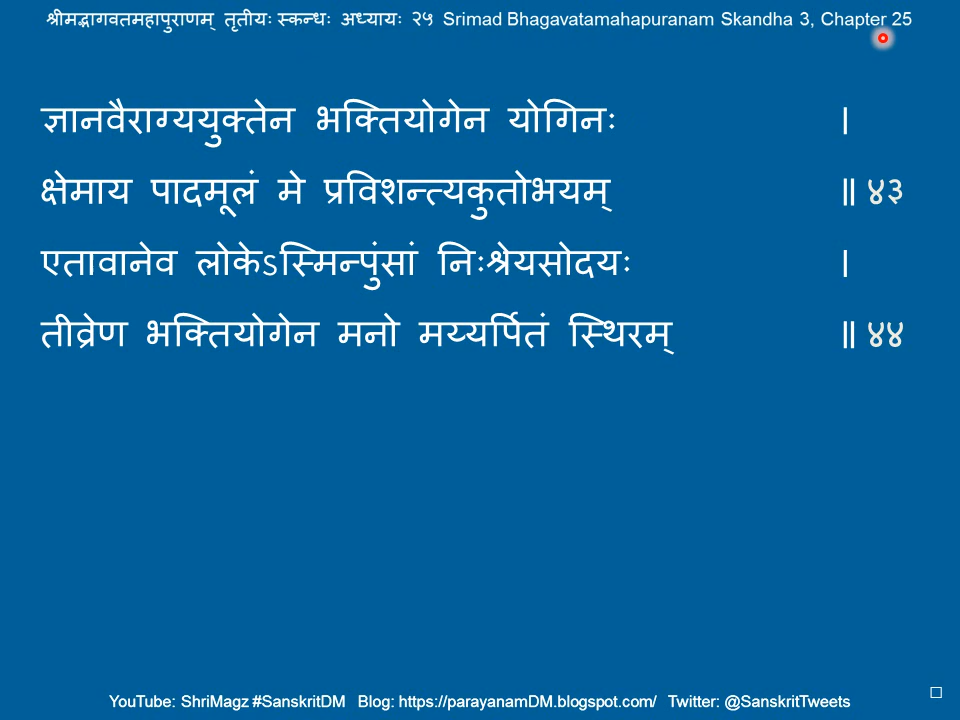 श्रीमद्भागवतमहापुराणम् तृतीयः स्कन्धः अध्यायः २५ Srimad Bhagavatamahapuranam Skandha 3, Chapter 25
ज्ञानवैराग्ययुक्तेन भक्तियोगेन योगिनः ।
क्षेमाय पादमूलं मे प्रविशन्त्यकुतोभयम् ॥ ४३
एतावानेव लोकेऽस्मिन्पुंसां निःश्रेयसोदयः ।
तीव्रेण भक्तियोगेन मनो मय्यर्पितं स्थिरम् ॥ ४४
YouTube: ShriMagz #SanskritDM Blog: https://parayanamDM.blogspot.com/ Twitter: @SanskritTweets